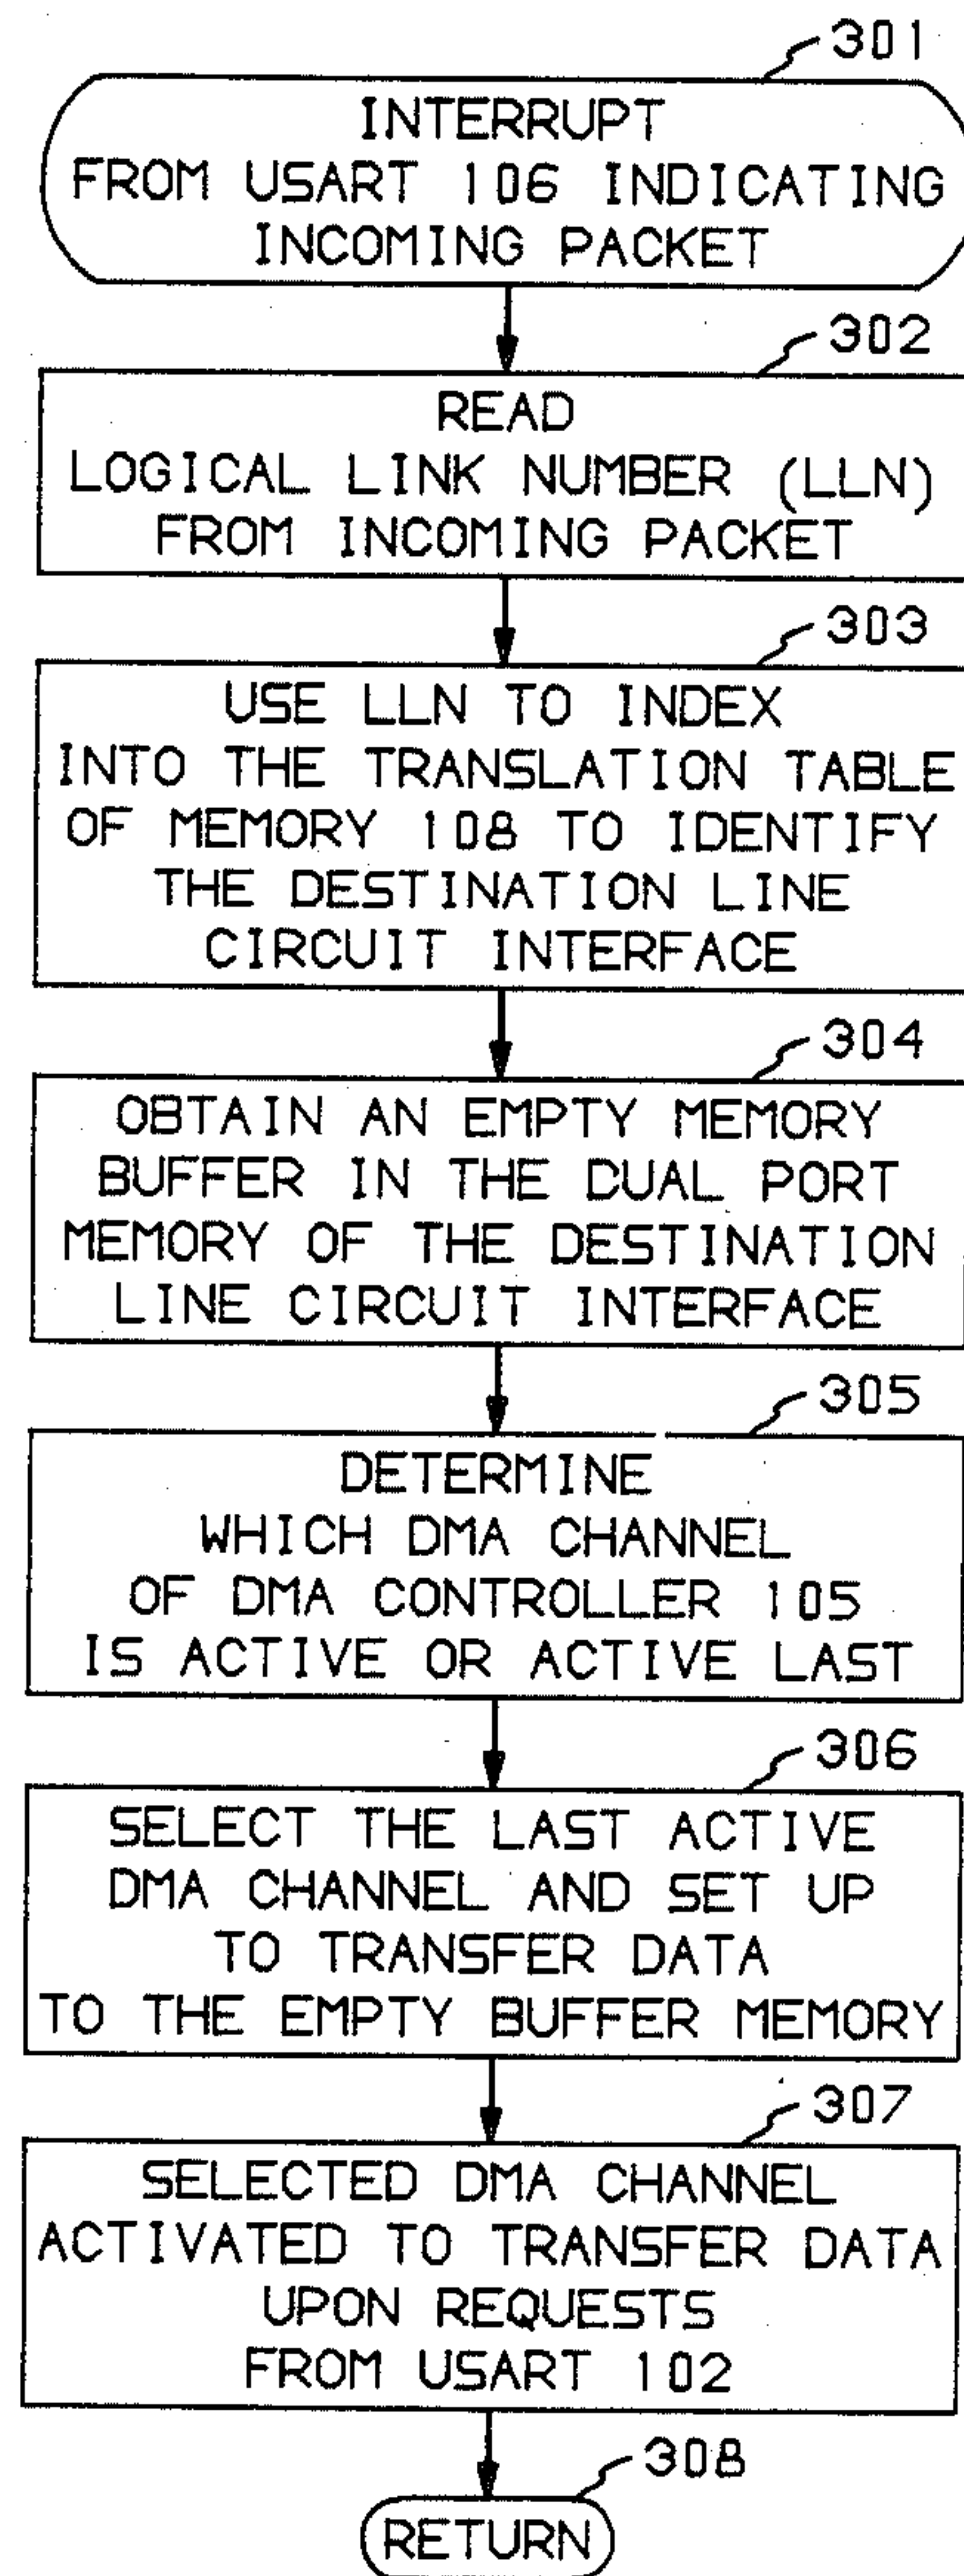 301
INTERRUPT
FROM USART 106 INDICATING
INCOMING PACKET
302
READ
LOGICAL LINK NUMBER (LLN)
FROM INCOMING PACKET
303
USE LLN TO INDEX
INTO THE TRANSLATION TABLE
OF MEMORY 108 TO IDENTIFY
THE DESTINATION LINE
CIRCUIT INTERFACE
304
OBTAIN AN EMPTY MEMORY
BUFFER IN THE DUAL PORT
MEMORY OF THE DESTINATION
LINE CIRCUIT INTERFACE
305
DETERMINE
WHICH DMA CHANNEL
OF DMA CONTROLLER 105
IS ACTIVE OR ACTIVE LAST
306
SELECT THE LAST ACTIVE
DMA CHANNEL AND SET UP
TO TRANSFER DATA
TO THE EMPTY BUFFER MEMORY
307
SELECTED DMA CHANNEL
ACTIVATED TO TRANSFER DATA
UPON REQUESTS
FROM USART 102
308
RETURN